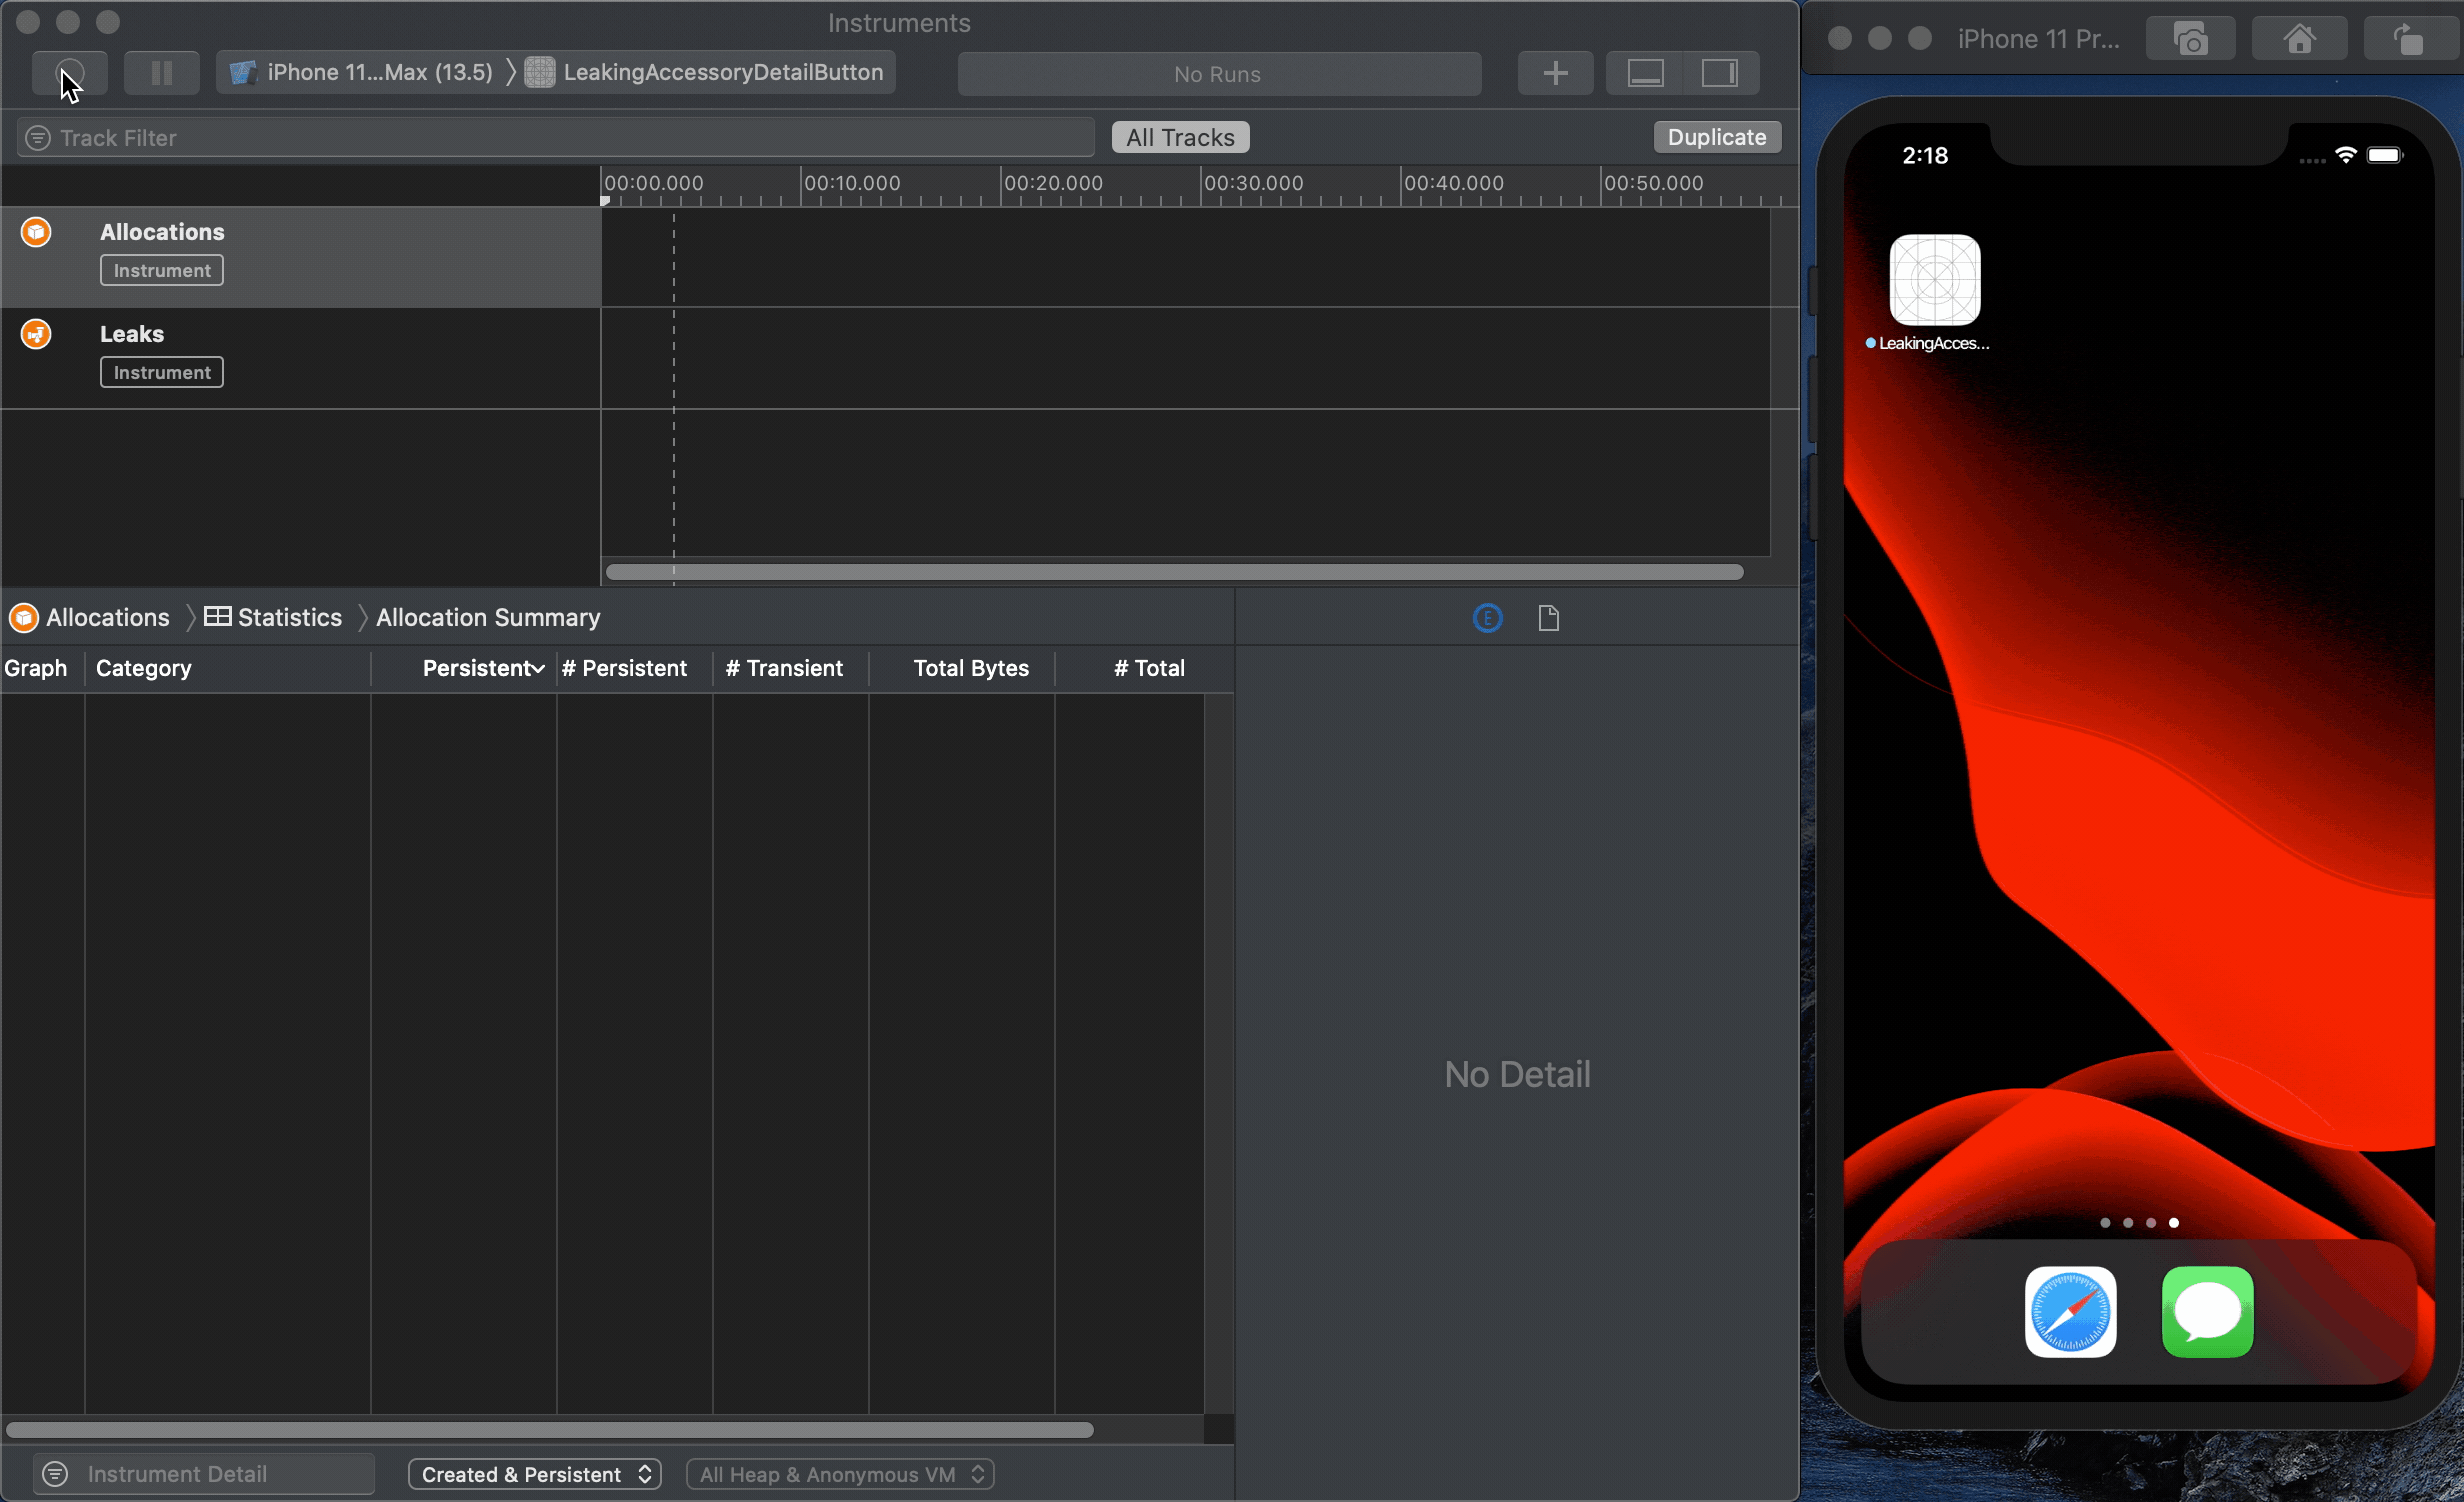 Instruments
iPhone 11...Max (13.5) LeakingAccessoryDetailButton
No Runs
Track Filter
All Tracks
Duplicate
00:00.000 00:10.000 00:20.000 00:30.000 00:40.000 00:50.000
Allocations
Instrument
Leaks
Instrument
Allocations Statistics Allocation Summary
E
Graph Category Persistent # Persistent # Transient Total Bytes # Total
No Detail
Instrument Detail
Created & Persistent
All Heap & Anonymous VM
iPhone 11 Pr...
2:18
LeakingAcces...